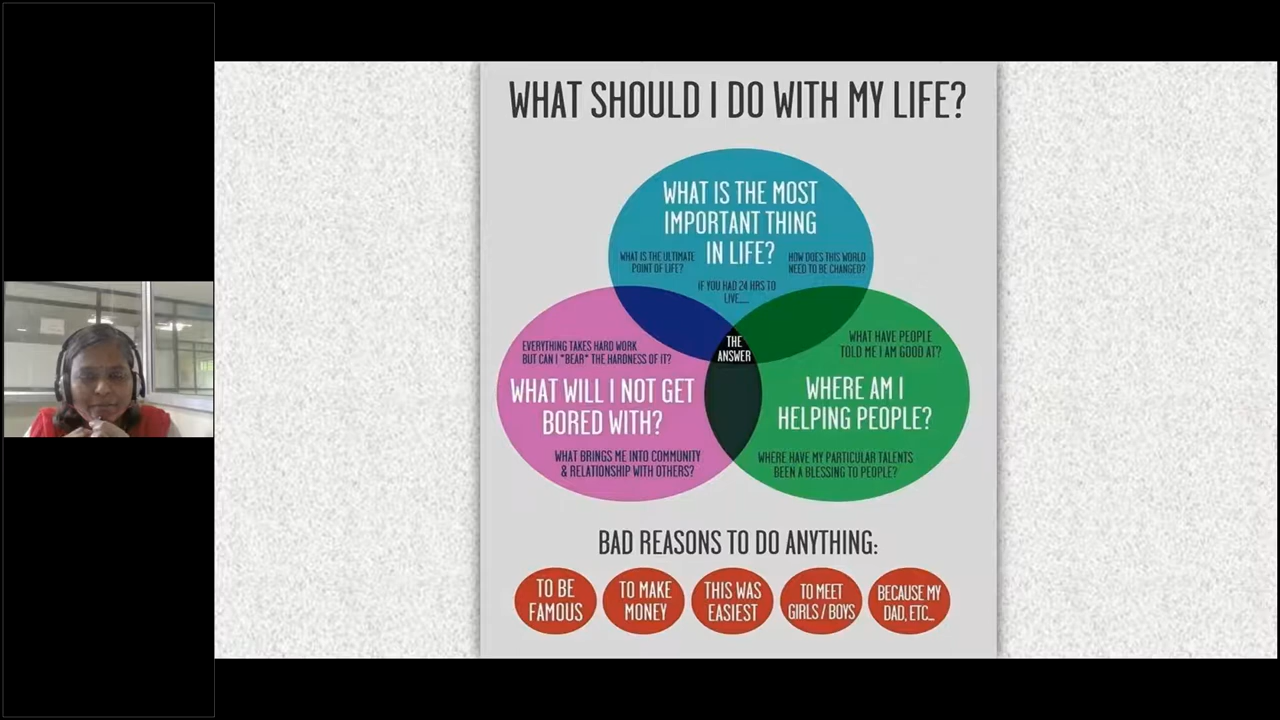 WHAT SHOULD I DO WITH MY LIFE?
WHAT IS THE MOST
IMPORTANT THING
IN LIFE?
WHAT IS THE ULTIMATE
POINT OF LIFE?
HOW DOES THIS WORLD
NEED TO BE CHANGED?
IF YOU HAD 24 HRS TO
LIVE.....
THE
ANSWER
EVERYTHING TAKES HARD WORK
BUT CAN I "BEAR" THE HARDNESS OF IT?
WHAT WILL I NOT GET
BORED WITH?
WHAT BRINGS ME INTO COMMUNITY
& RELATIONSHIP WITH OTHERS?
WHAT HAVE PEOPLE
TOLD ME I AM GOOD AT?
WHERE AM I
HELPING PEOPLE?
WHERE HAVE MY PARTICULAR TALENTS
BEEN A BLESSING TO PEOPLE?
BAD REASONS TO DO ANYTHING:
TO BE
FAMOUS
TO MAKE
MONEY
THIS WAS
EASIEST
TO MEET
GIRLS / BOYS
BECAUSE MY
DAD, ETC...